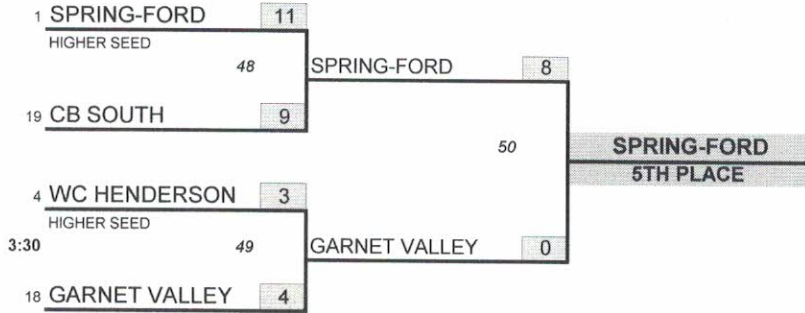 1 SPRING-FORD 11
HIGHER SEED
48 SPRING-FORD 8
19 CB SOUTH 9
50 SPRING-FORD
5TH PLACE
4 WC HENDERSON 3
HIGHER SEED
3:30 49 GARNET VALLEY 0
18 GARNET VALLEY 4